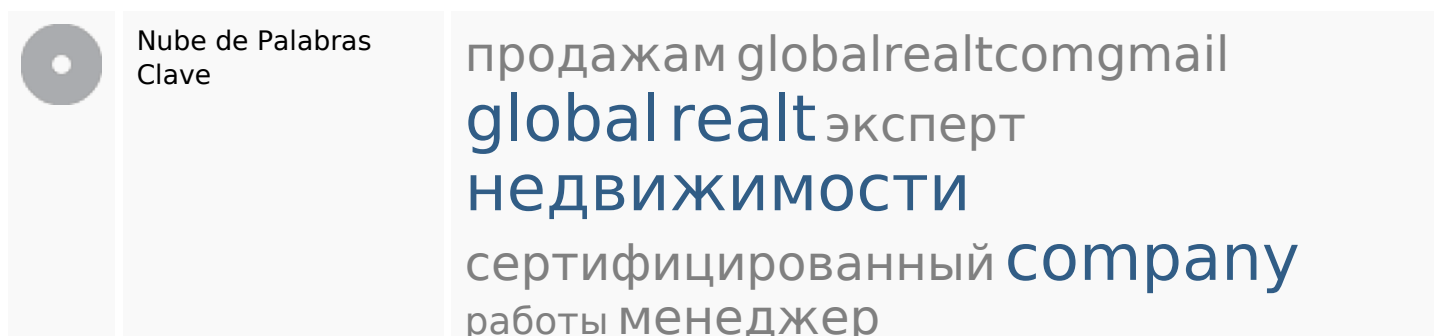 Nube de Palabras
Clave
продажам globalrealtcomgmail
global realt эксперт
недвижимости
сертифицированный company
работы менеджер